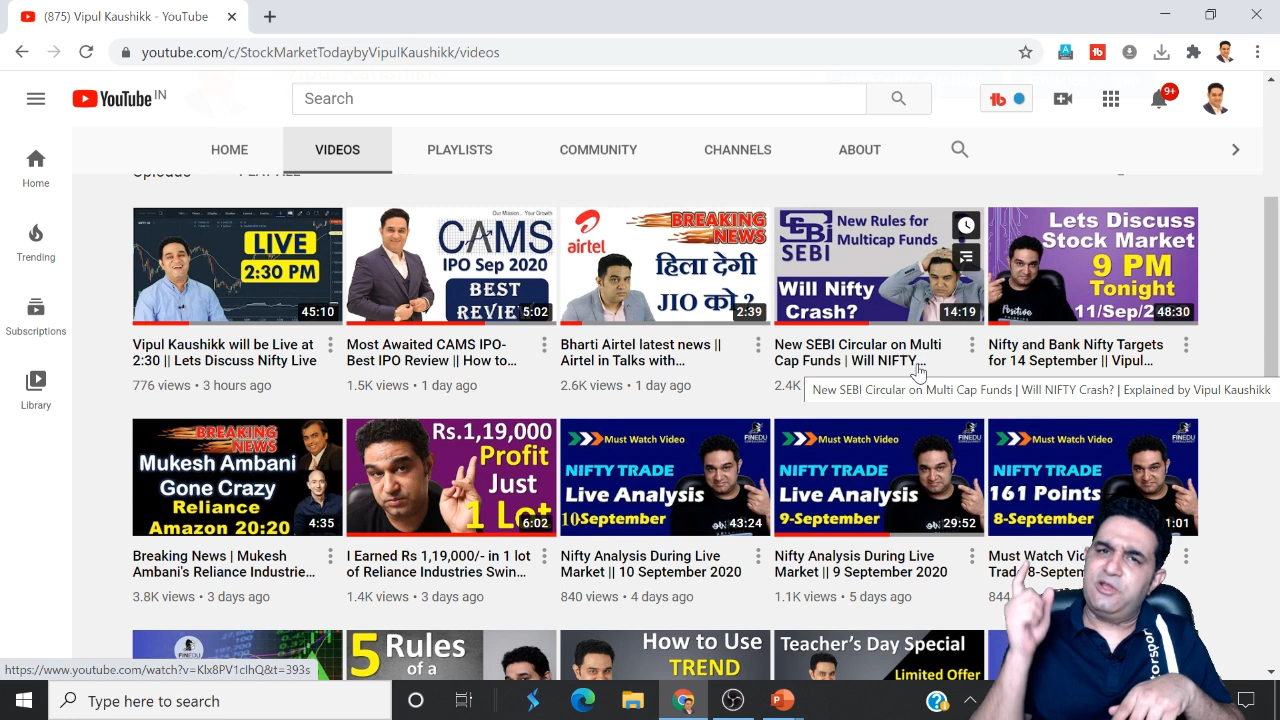 (875) Vipul Kaushikk - YouTube
youtube.com/c/StockMarketTodaybyVipulKaushikk/videos
YouTube IN
Search
tb
9+
HOME
VIDEOS
PLAYLISTS
COMMUNITY
CHANNELS
ABOUT
Home
Trending
Subscriptions
Library
LIVE
2:30 PM
45:10
Vipul Kaushikk will be Live at
2:30 || Lets Discuss Nifty Live
776 views • 3 hours ago
Our Mission... Your Growth
CAMS
IPO Sep 2020
BEST
REVIEW
5:02
Most Awaited CAMS IPO-
Best IPO Review || How to...
1.5K views • 1 day ago
airtel
BREAKING
NEWS
हिला देगी
JIO को ?
2:39
Bharti Airtel latest news ||
Airtel in Talks with...
2.6K views • 1 day ago
SEBI
New Rules for
Multicap Funds
Will Nifty
Crash?
14:19
New SEBI Circular on Multi
Cap Funds | Will NIFTY...
2.4K
New SEBI Circular on Multi Cap Funds | Will NIFTY Crash? | Explained by Vipul Kaushikk
Lets Discuss
Stock Market
9 PM
Tonight
11/Sep/2
Positive
48:30
Nifty and Bank Nifty Targets
for 14 September || Vipul...
BREAKING
NEWS
Mukesh Ambani
Gone Crazy
Reliance
Amazon 20:20
4:35
Breaking News | Mukesh
Ambani's Reliance Industrie...
3.8K views • 3 days ago
Rs.1,19,000
Profit
Just
1 Lot
6:02
I Earned Rs 1,19,000/- in 1 lot
of Reliance Industries Swin...
1.4K views • 3 days ago
Must Watch Video
FINEDU
NIFTY TRADE
Live Analysis
10September
43:24
Nifty Analysis During Live
Market || 10 September 2020
840 views • 4 days ago
Must Watch Video
FINEDU
NIFTY TRADE
Live Analysis
9-September
29:52
Nifty Analysis During Live
Market || 9 September 2020
1.1K views • 5 days ago
Must Watch Video
FINEDU
NIFTY TRADE
161 Points
8-September
1:01
Must Watch Vid
Trad 8-Septem
844
FINEDU
5 Rules
of a
How to Use
TREND
Teacher's Day Special
Limited Offer
torsport
https://www.youtube.com/watch?v=Klx8PV1cIhQ&t=393s
Type here to search